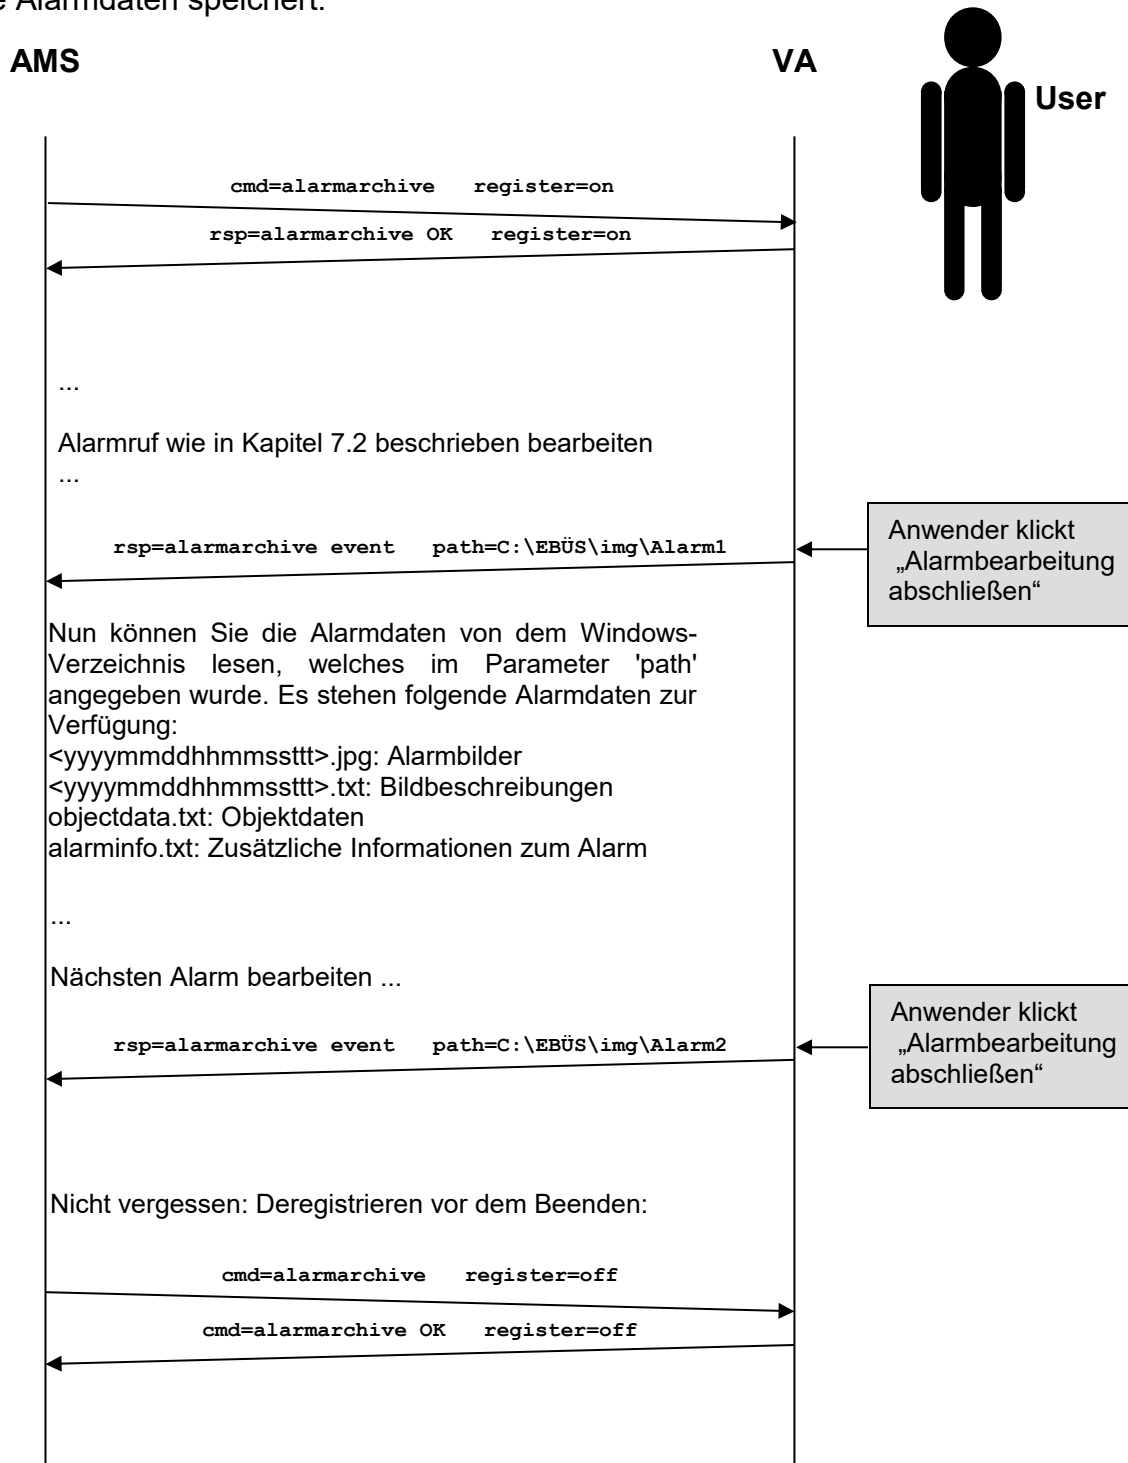 e Alarmdaten speichert.
AMS
VA
User
cmd=alarmarchive register=on
rsp=alarmarchive OK register=on
...
Alarmruf wie in Kapitel 7.2 beschrieben bearbeiten
...
Anwender klickt
„Alarmbearbeitung
abschließen“
rsp=alarmarchive event path=C:\EBÜS\img\Alarm1
Nun können Sie die Alarmdaten von dem Windows-
Verzeichnis lesen, welches im Parameter 'path'
angegeben wurde. Es stehen folgende Alarmdaten zur
Verfügung:
<yyyymmddhhmmssttt>.jpg: Alarmbilder
<yyyymmddhhmmssttt>.txt: Bildbeschreibungen
objectdata.txt: Objektdaten
alarminfo.txt: Zusätzliche Informationen zum Alarm
...
Nächsten Alarm bearbeiten ...
Anwender klickt
„Alarmbearbeitung
abschließen“
rsp=alarmarchive event path=C:\EBÜS\img\Alarm2
Nicht vergessen: Deregistrieren vor dem Beenden:
cmd=alarmarchive register=off
cmd=alarmarchive OK register=off